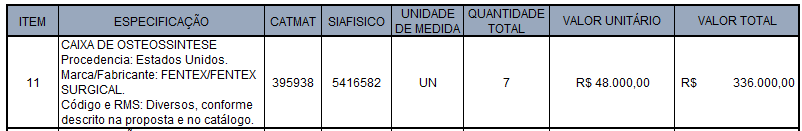 ITEM ESPECIFICAÇÃO CATMAT SIAFISICO UNIDADE DE MEDIDA QUANTIDADE TOTAL VALOR UNITÁRIO VALOR TOTAL
CAIXA DE OSTEOSSINTESE
Procedencia: Estados Unidos.
Marca/Fabricante: FENTEX/FENTEX
11 SURGICAL. 395938 5416582 UN 7 R$ 48.000,00 R$ 336.000,00
Código e RMS: Diversos, conforme
descrito na proposta e no catálogo.